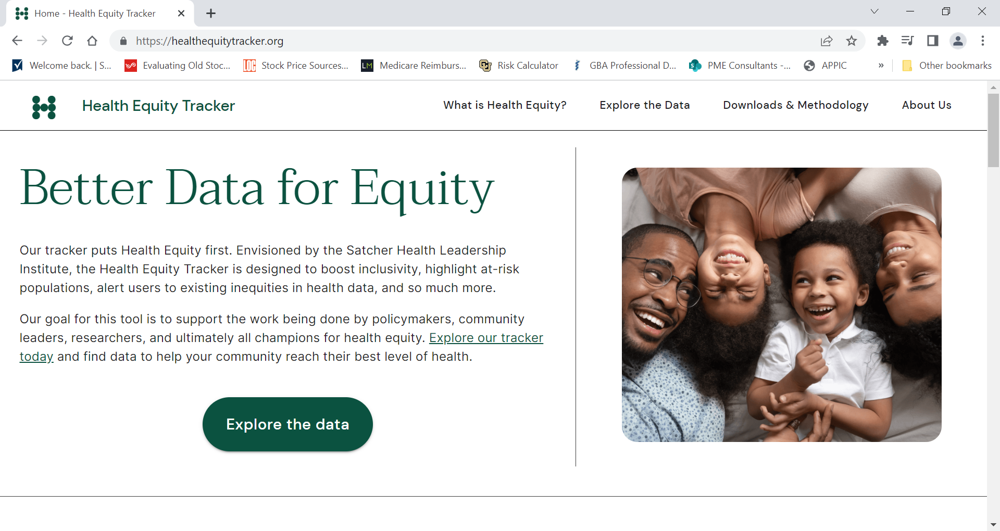 Home - Health Equity Tracker
https://healthequitytracker.org
Welcome back. | S...
Evaluating Old Stoc...
LOC
Stock Price Sources...
LM
Medicare Reimburs...
Risk Calculator
GBA Professional D...
PME Consultants -...
APPIC
»
Other bookmarks
Health Equity Tracker
What is Health Equity?
Explore the Data
Downloads & Methodology
About Us
Better Data for Equity
Our tracker puts Health Equity first. Envisioned by the Satcher Health Leadership
Institute, the Health Equity Tracker is designed to boost inclusivity, highlight at-risk
populations, alert users to existing inequities in health data, and so much more.
Our goal for this tool is to support the work being done by policymakers, community
leaders, researchers, and ultimately all champions for health equity. Explore our tracker
today and find data to help your community reach their best level of health.
Explore the data